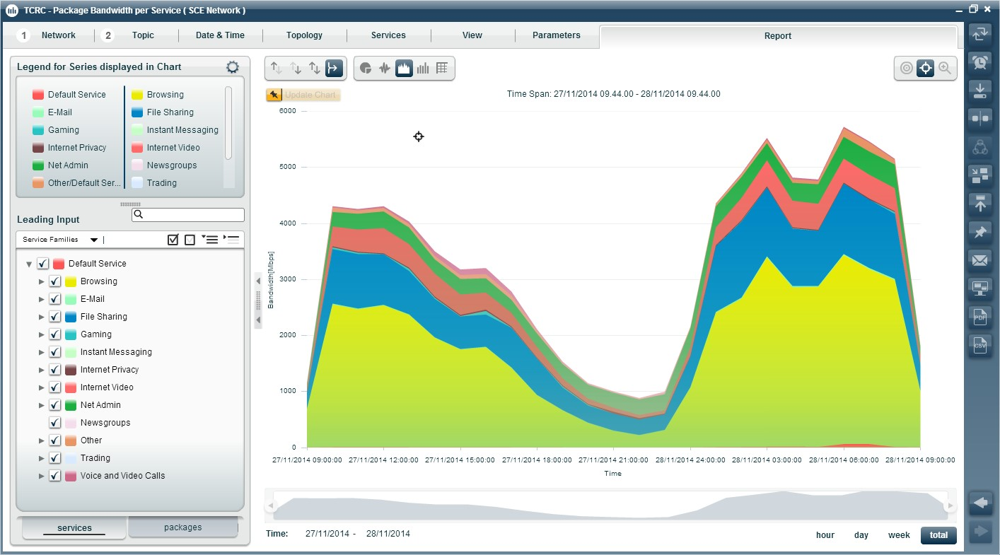 TCRC - Package Bandwidth per Service ( SCE Network )
1 Network 2 Topic Date & Time Topology Services View Parameters Report
Legend for Series displayed in Chart
Default Service Browsing
E-Mail File Sharing
Gaming Instant Messaging
Internet Privacy Internet Video
Net Admin Newsgroups
Other/Default Ser... Trading
Leading Input
Service Families
Default Service
Browsing
E-Mail
File Sharing
Gaming
Instant Messaging
Internet Privacy
Internet Video
Net Admin
Newsgroups
Other
Trading
Voice and Video Calls
services packages
Update Chart
Time Span: 27/11/2014 09.44.00 - 28/11/2014 09.44.00
6000
5000
4000
3000
2000
1000
0
Bandwidth[Mbps]
27/11/2014 09:00:00 27/11/2014 12:00:00 27/11/2014 15:00:00 27/11/2014 18:00:00 27/11/2014 21:00:00 28/11/2014 24:00:00 28/11/2014 03:00:00 28/11/2014 06:00:00 28/11/2014 09:00:00
Time
Time: 27/11/2014 - 28/11/2014
hour day week total
PDF
CSV